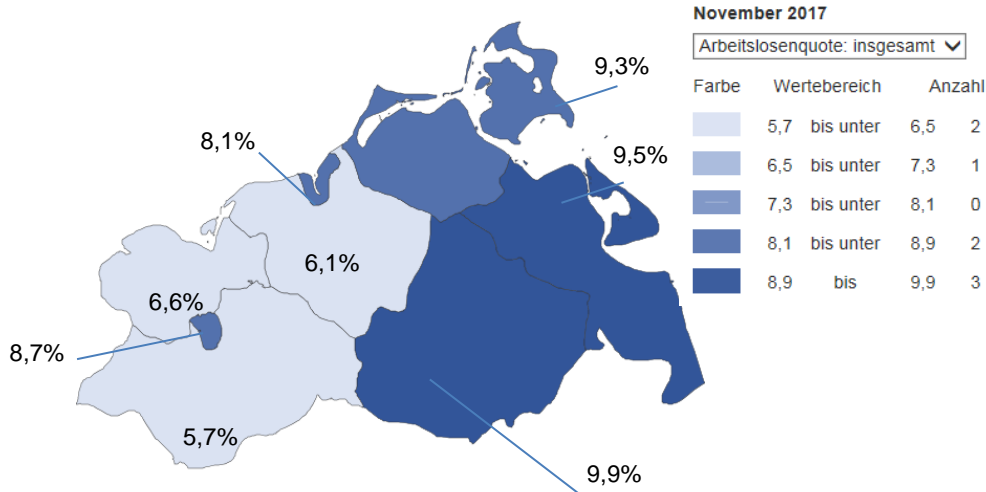 November 2017
Arbeitslosenquote: insgesamt
Farbe Wertebereich Anzahl
5,7 bis unter 6,5 2
6,5 bis unter 7,3 1
7,3 bis unter 8,1 0
8,1 bis unter 8,9 2
8,9 bis 9,9 3
9,3%
8,1%
9,5%
6,1%
6,6%
8,7%
5,7%
9,9%